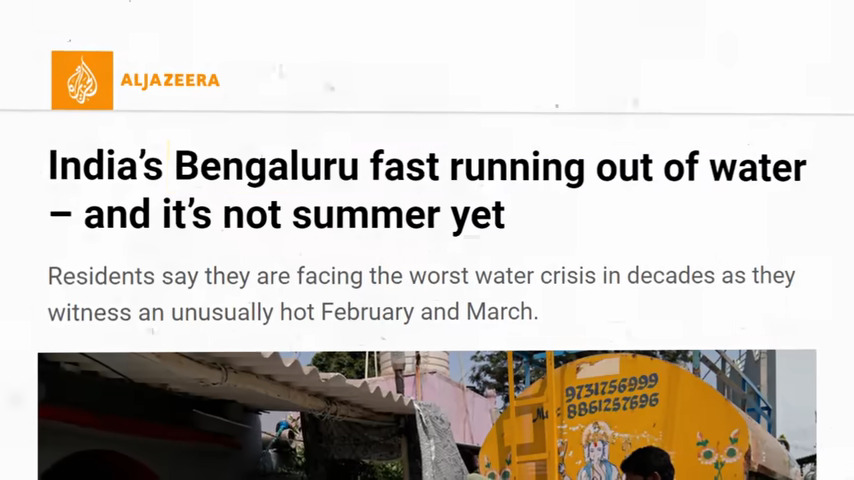 ALJAZEERA
India's Bengaluru fast running out of water
– and it's not summer yet
Residents say they are facing the worst water crisis in decades as they
witness an unusually hot February and March.
9731756999
8861257696